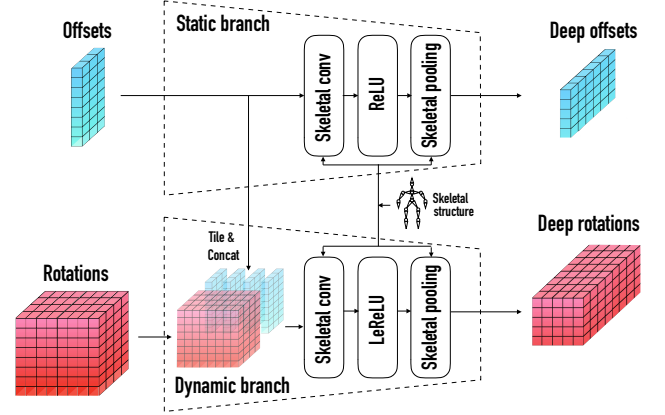 Offsets
Static branch
Deep offsets
Skeletal conv
ReLU
Skeletal pooling
Skeletal
structure
Tile &
Concat
Rotations
Deep rotations
Skeletal conv
LeReLU
Skeletal pooling
Dynamic branch